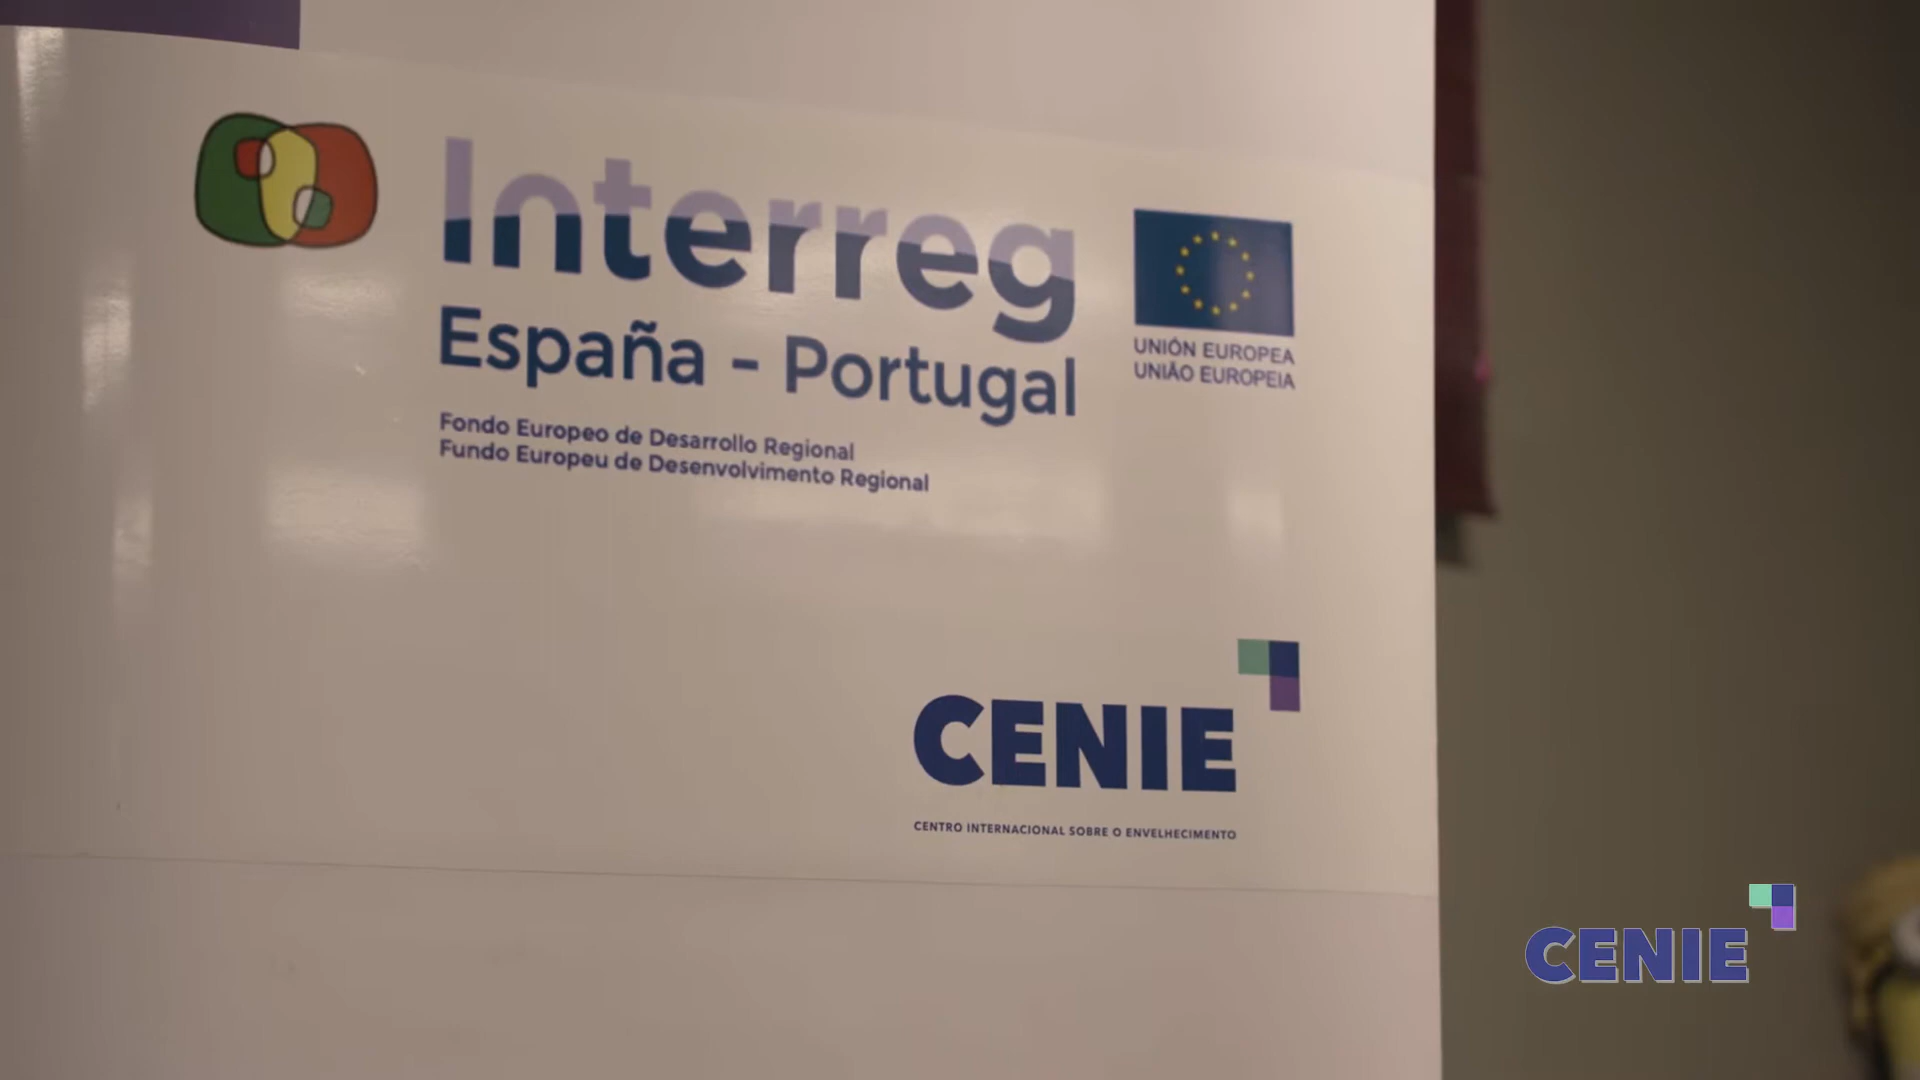 Interreg
España - Portugal
Fondo Europeo de Desarrollo Regional
Fundo Europeu de Desenvolvimento Regional
UNIÓN EUROPEA
UNIÃO EUROPEIA
CENIE
CENTRO INTERNACIONAL SOBRE O ENVELHECIMENTO
CENIE